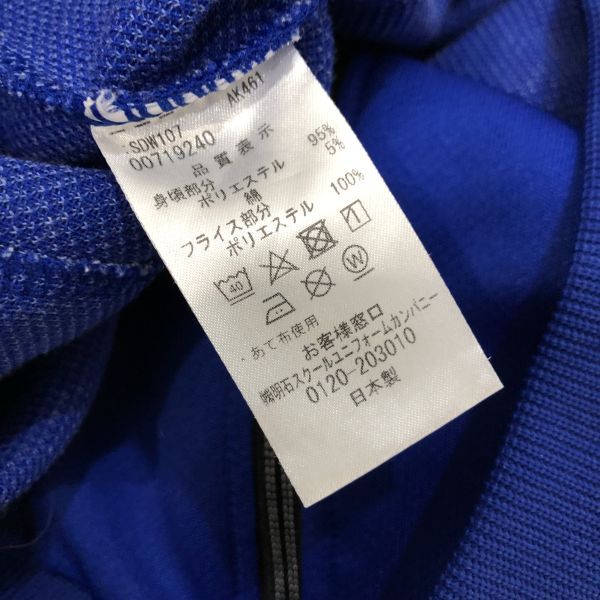 AK461
SDW107
00719240
品質表示
身頃部分
ポリエステル 95%
綿 5%
フライス部分
ポリエステル 100%
40
W
あて布使用
お客様窓口
㈱明石スクールユニフォームカンパニー
0120-203010
日本製